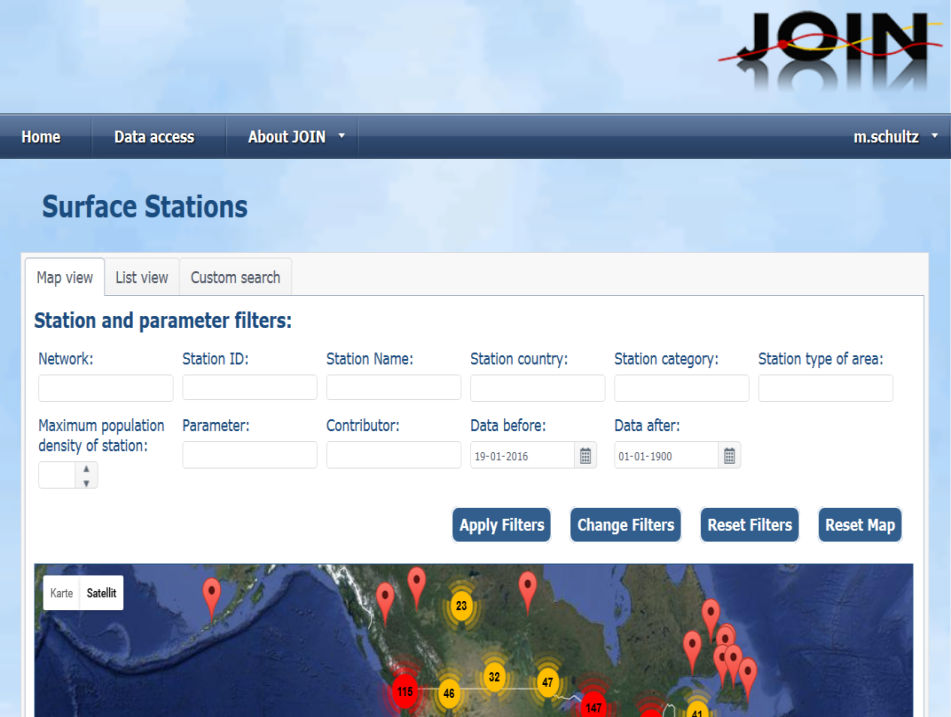 JOIN
Home Data access About JOIN m.schultz
Surface Stations
Map view List view Custom search
Station and parameter filters:
Network: Station ID: Station Name: Station country: Station category: Station type of area:
Maximum population Parameter: Contributor: Data before: Data after:
density of station:
19-01-2016 01-01-1900
Apply Filters Change Filters Reset Filters Reset Map
Karte Satellit
23
32
47
115
46
147
41